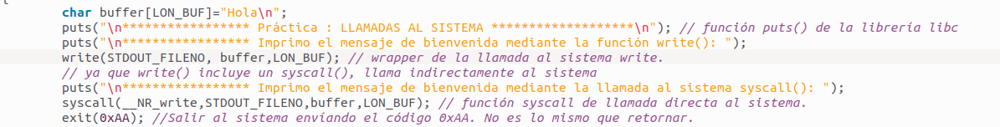 char buffer[LON_BUF]="Hola\n";
puts("\n***************** Práctica : LLAMADAS AL SISTEMA *******************\n"); // función puts() de la librería libc
puts("\n***************** Imprimo el mensaje de bienvenida mediante la función write(): ");
write(STDOUT_FILENO, buffer,LON_BUF); // wrapper de la llamada al sistema write.
// ya que write() incluye un syscall(), llama indirectamente al sistema
puts("\n***************** Imprimo el mensaje de bienvenida mediante la llamada al sistema syscall(): ");
syscall(__NR_write,STDOUT_FILENO,buffer,LON_BUF); // función syscall de llamada directa al sistema.
exit(0xAA); //Salir al sistema envíando el código 0xAA. No es lo mismo que retornar.